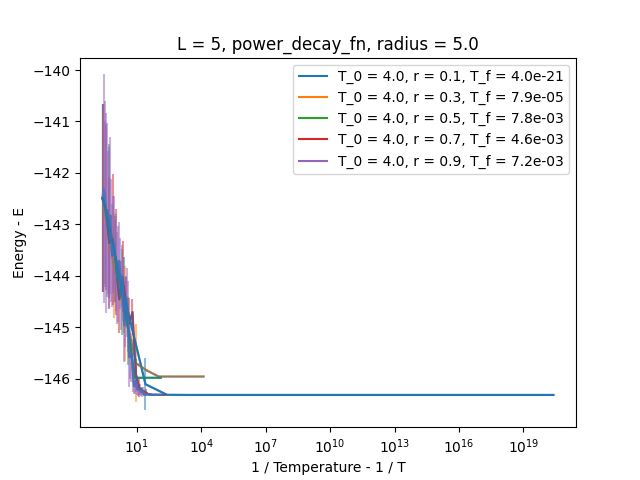 L = 5, power_decay_fn, radius = 5.0
T_0 = 4.0, r = 0.1, T_f = 4.0e-21
T_0 = 4.0, r = 0.3, T_f = 7.9e-05
T_0 = 4.0, r = 0.5, T_f = 7.8e-03
T_0 = 4.0, r = 0.7, T_f = 4.6e-03
T_0 = 4.0, r = 0.9, T_f = 7.2e-03
Energy - E
−140
−141
−142
−143
−144
−145
−146
10¹ 10⁴ 10⁷ 10¹⁰ 10¹³ 10¹⁶ 10¹⁹
1 / Temperature - 1 / T